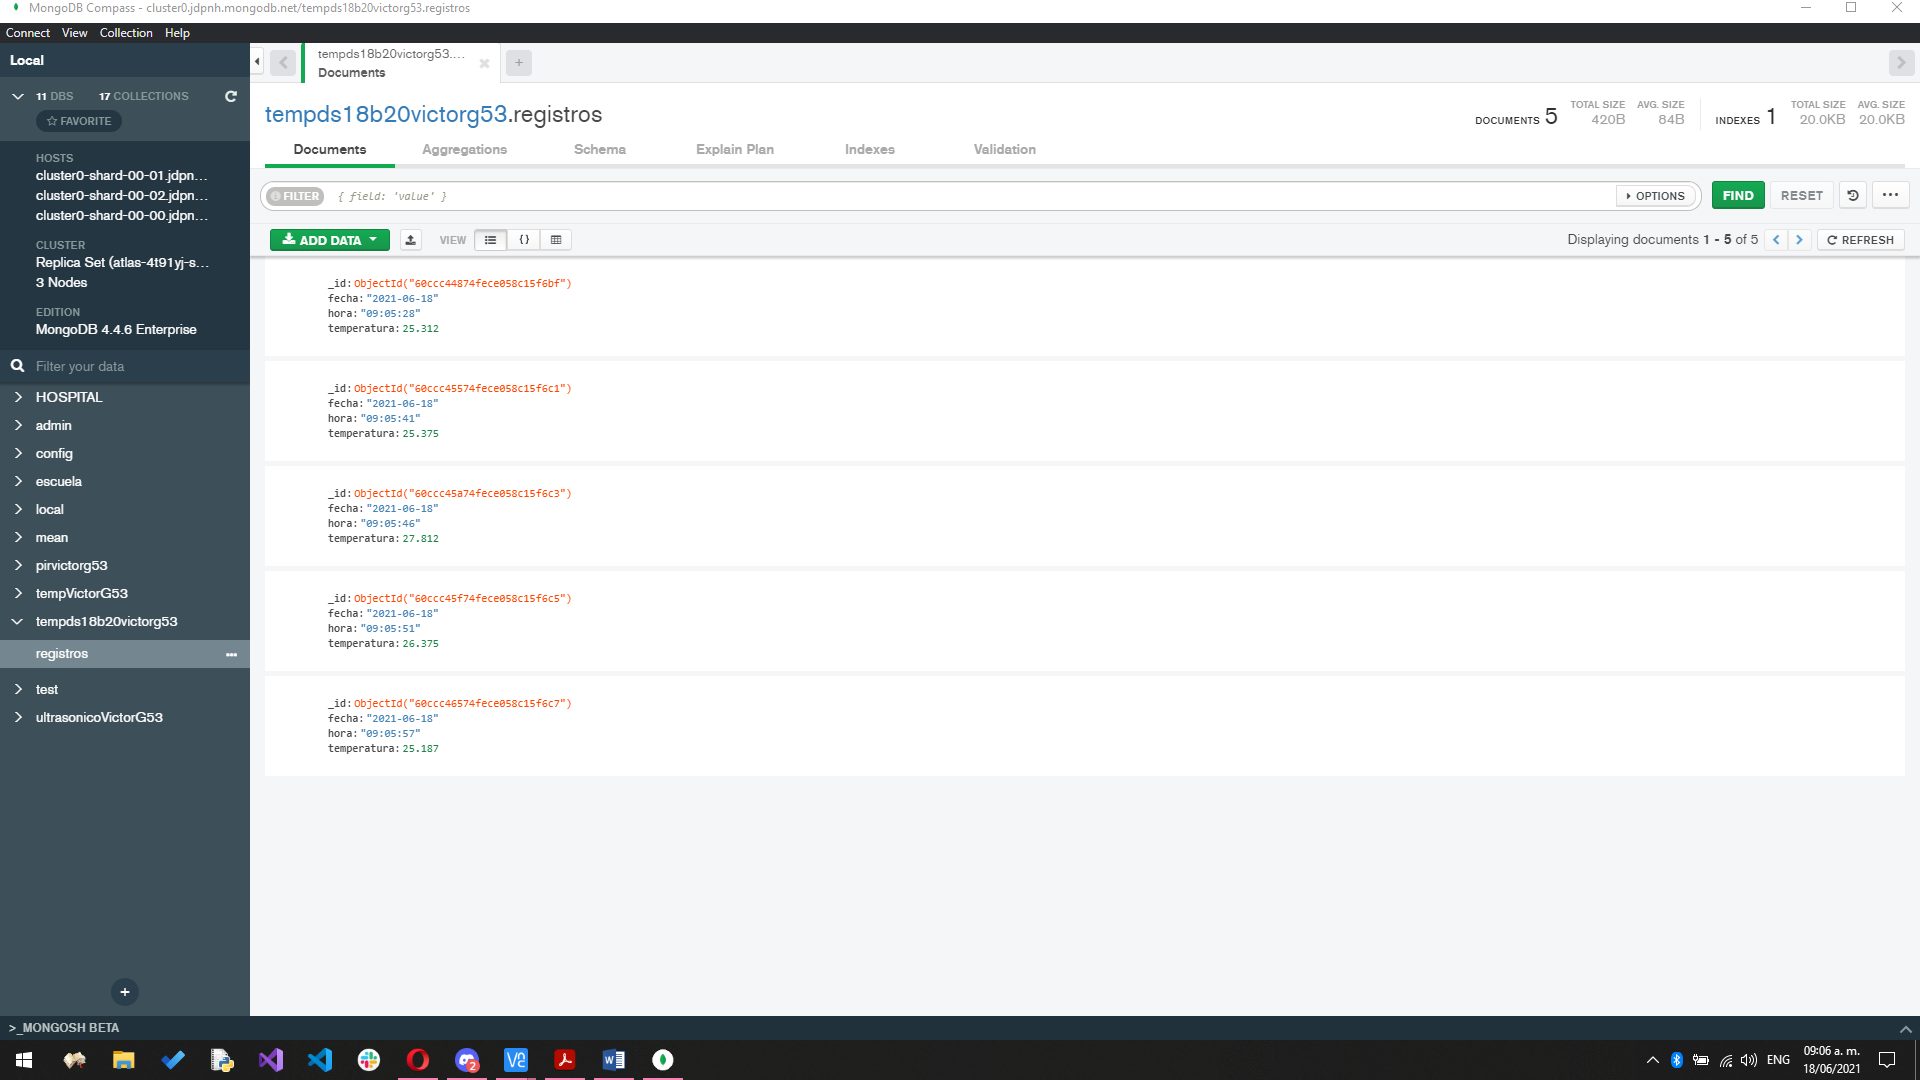 MongoDB Compass - cluster0.jdpnh.mongodb.net/tempds18b20victorg53.registros
Connect View Collection Help
Local
11 DBS 17 COLLECTIONS
FAVORITE
HOSTS
cluster0-shard-00-01.jdpn...
cluster0-shard-00-02.jdpn...
cluster0-shard-00-00.jdpn...
CLUSTER
Replica Set (atlas-4t91yj-s...
3 Nodes
EDITION
MongoDB 4.4.6 Enterprise
Filter your data
HOSPITAL
admin
config
escuela
local
mean
pirvictorg53
tempVictorG53
tempds18b20victorg53
registros
test
ultrasonicoVictorG53
tempds18b20victorg53....
Documents
tempds18b20victorg53.registros
DOCUMENTS 5 TOTAL SIZE 420B AVG. SIZE 84B INDEXES 1 TOTAL SIZE 20.0KB AVG. SIZE 20.0KB
Documents Aggregations Schema Explain Plan Indexes Validation
FILTER { field: 'value' } OPTIONS FIND RESET
ADD DATA VIEW {} Displaying documents 1 - 5 of 5 REFRESH
_id: ObjectId("60ccc44874fece058c15f6bf")
fecha: "2021-06-18"
hora: "09:05:28"
temperatura: 25.312
_id: ObjectId("60ccc45574fece058c15f6c1")
fecha: "2021-06-18"
hora: "09:05:41"
temperatura: 25.375
_id: ObjectId("60ccc45a74fece058c15f6c3")
fecha: "2021-06-18"
hora: "09:05:46"
temperatura: 27.812
_id: ObjectId("60ccc45f74fece058c15f6c5")
fecha: "2021-06-18"
hora: "09:05:51"
temperatura: 26.375
_id: ObjectId("60ccc46574fece058c15f6c7")
fecha: "2021-06-18"
hora: "09:05:57"
temperatura: 25.187
>_MONGOSH BETA
2
ENG
09:06 a. m.
18/06/2021